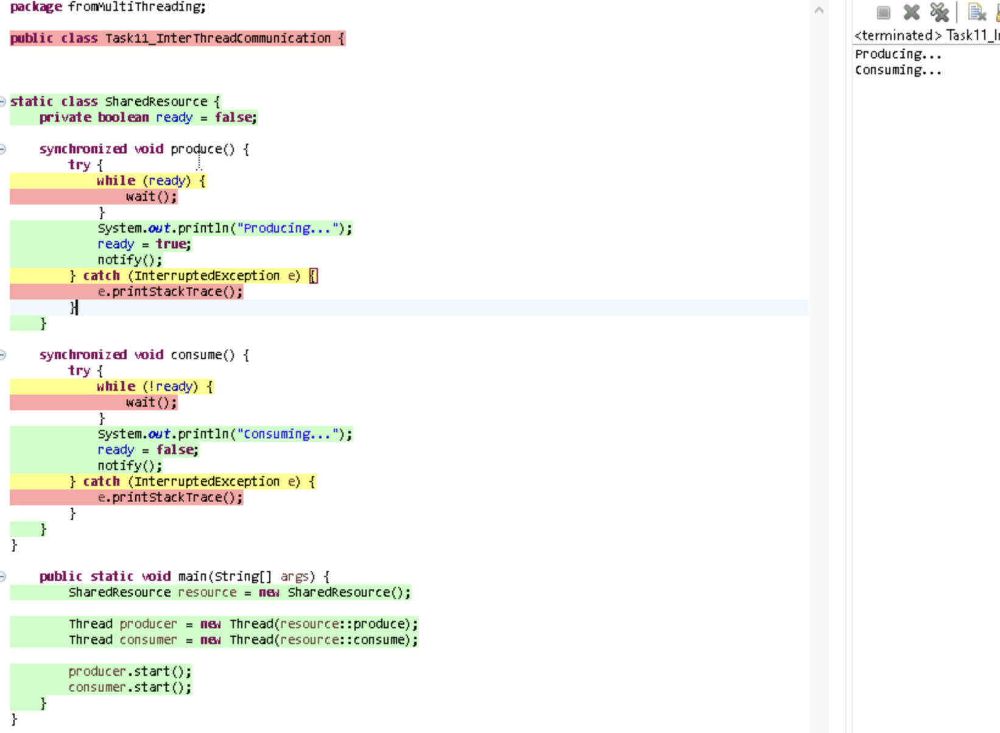 package fromMultiThreading;
public class Task11_InterThreadCommunication {
static class SharedResource {
    private boolean ready = false;
    synchronized void produce() {
        try {
            while (ready) {
                wait();
            }
            System.out.println("Producing...");
            ready = true;
            notify();
        } catch (InterruptedException e) {
            e.printStackTrace();
        }
    }
    synchronized void consume() {
        try {
            while (!ready) {
                wait();
            }
            System.out.println("Consuming...");
            ready = false;
            notify();
        } catch (InterruptedException e) {
            e.printStackTrace();
        }
    }
}
    public static void main(String[] args) {
        SharedResource resource = new SharedResource();
        Thread producer = new Thread(resource::produce);
        Thread consumer = new Thread(resource::consume);
        producer.start();
        consumer.start();
    }
}
<terminated> Task11_I
Producing...
Consuming...